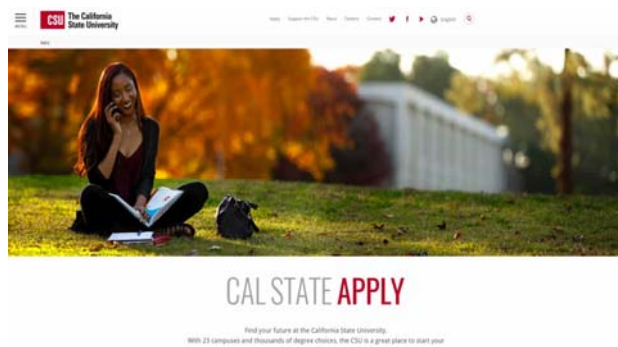 CSU The California
State University
MENU
Support the CSU News Careers Contact English
Apply
CAL STATE APPLY
Find your future at the California State University.
With 23 campuses and thousands of degree choices, the CSU is a great place to start your